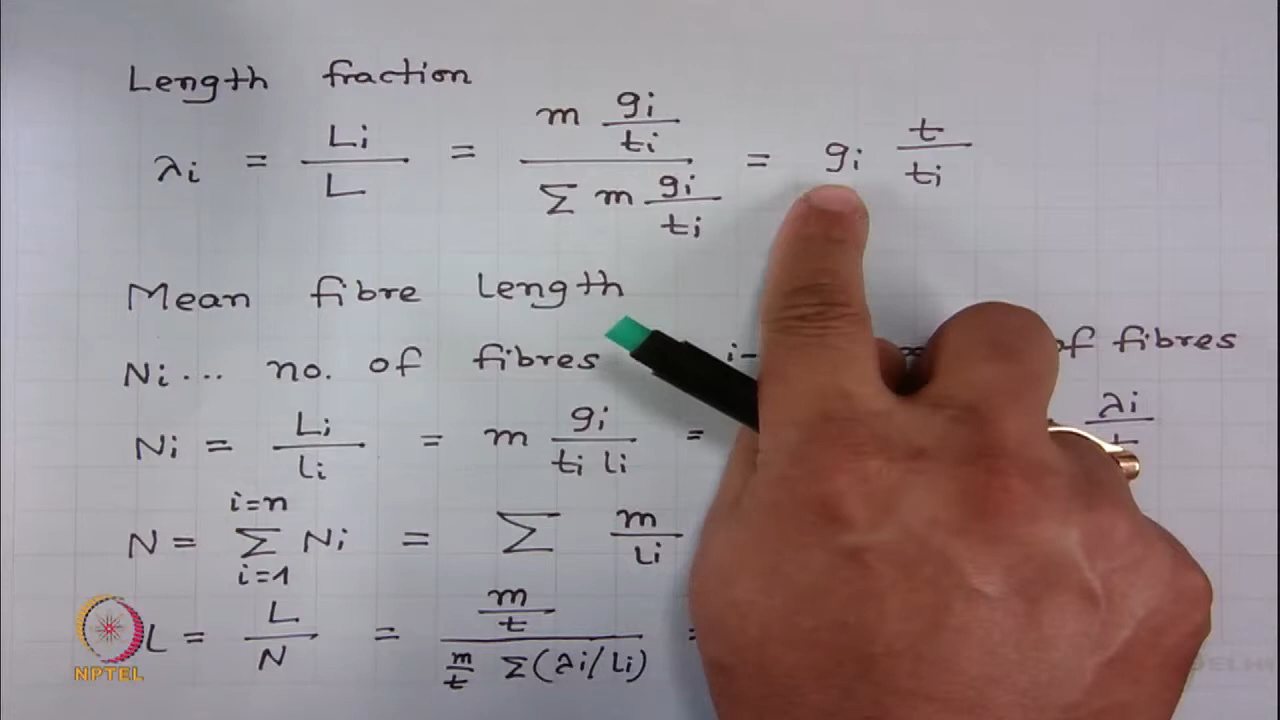 Length fraction
λi = Li / L = m gi/ti / Σ m gi/ti = gi t/ti
Mean fibre length
Ni... no. of fibres i- of fibres
Ni = Li / li = m gi / ti li = λi
N = Σ i=1 i=n Ni = Σ m / li
l = L / N = m/t / m/t Σ(λi/li) =
NPTEL